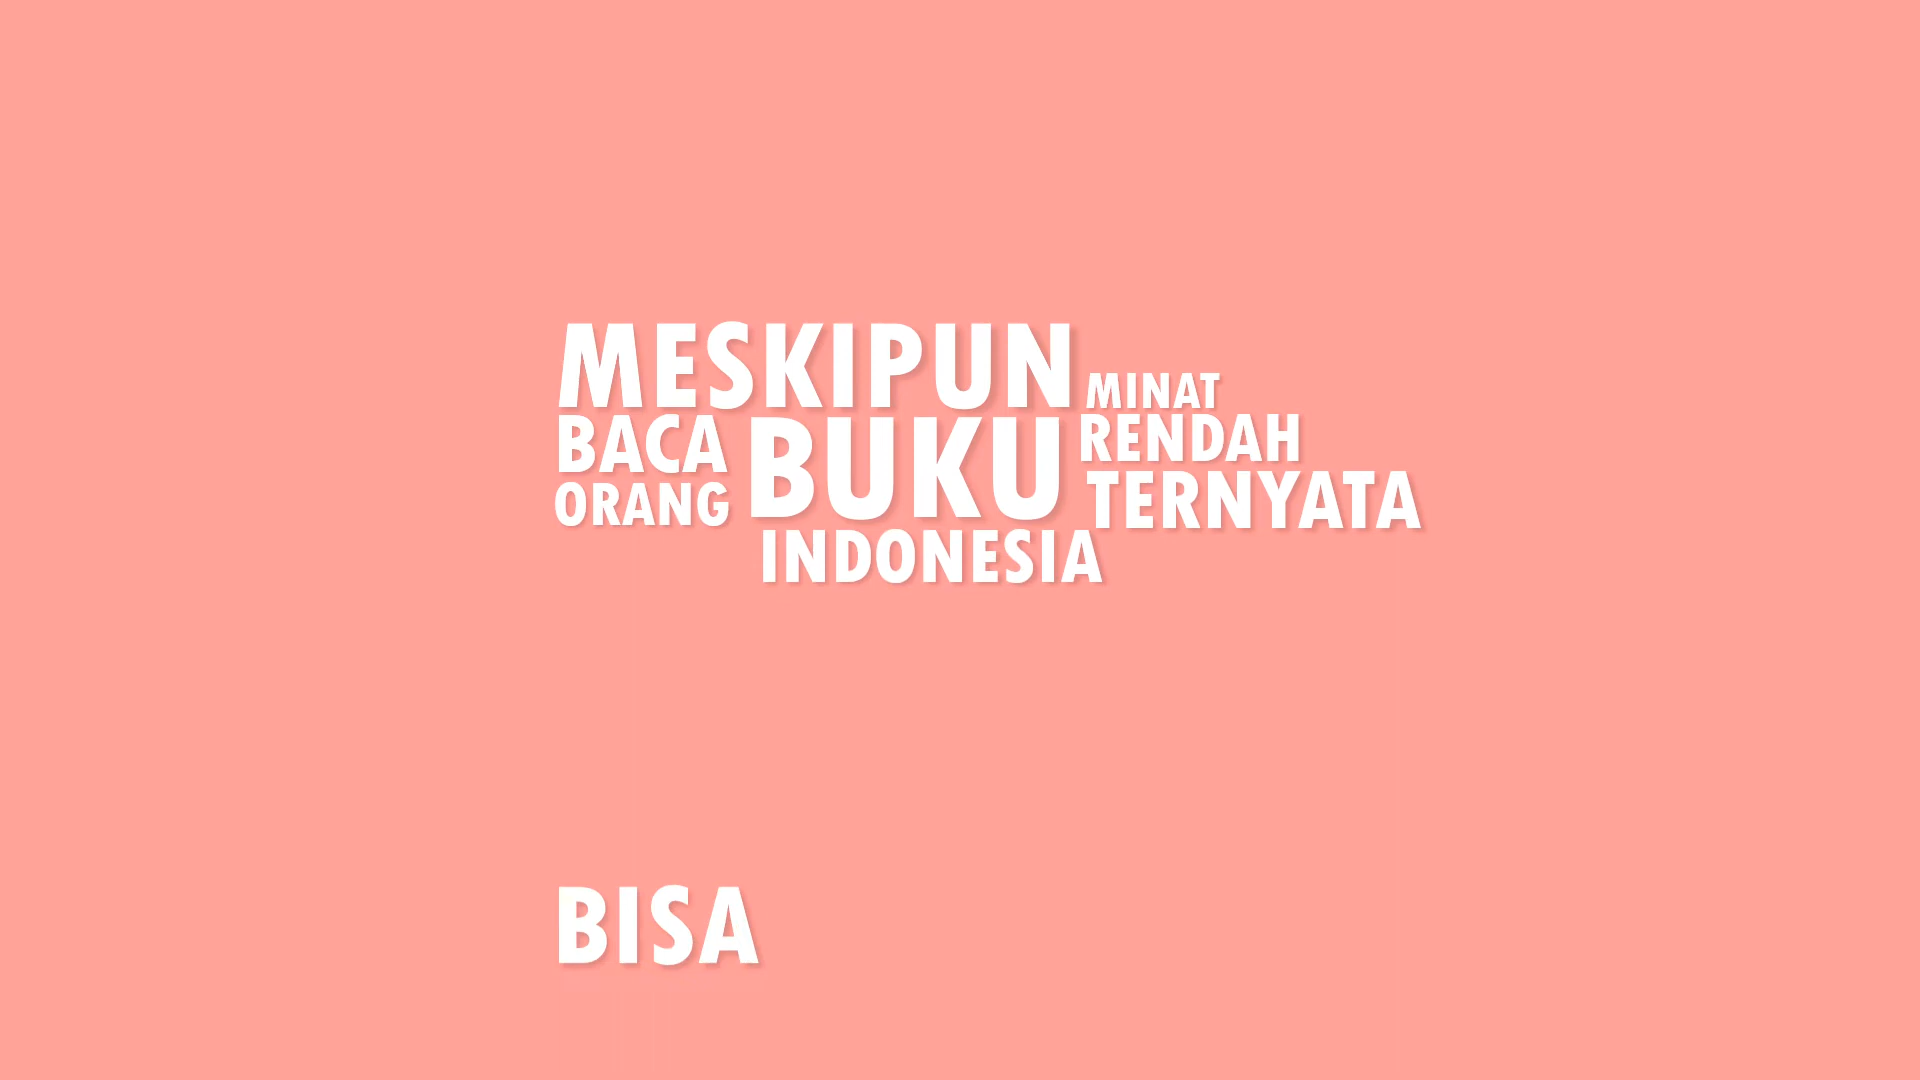 MESKIPUN MINAT
BACA BUKU RENDAH
ORANG TERNYATA
INDONESIA
BISA